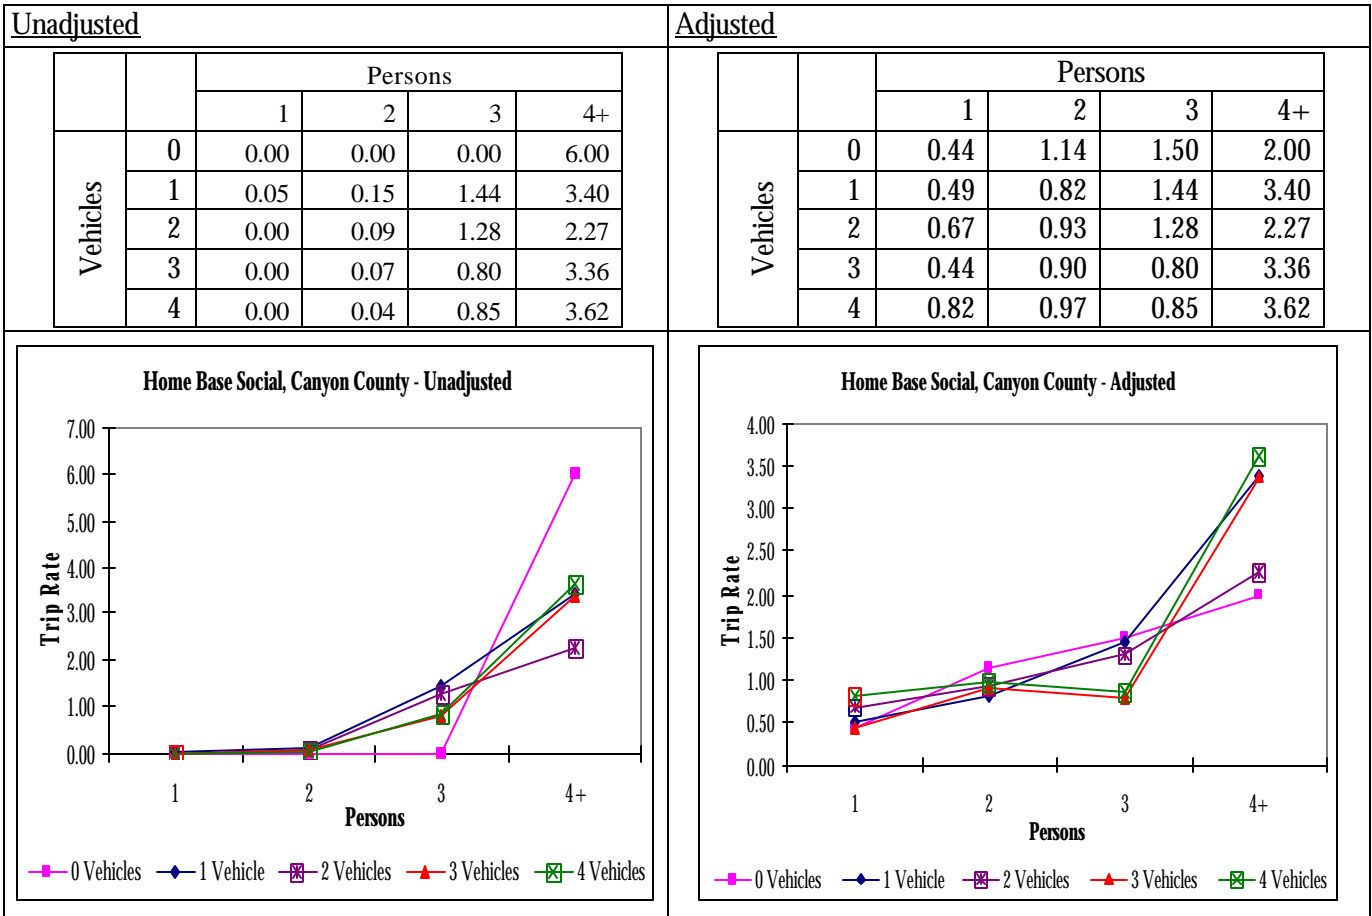 Unadjusted
Persons
1 2 3 4+
Vehicles
0 0.00 0.00 0.00 6.00
1 0.05 0.15 1.44 3.40
2 0.00 0.09 1.28 2.27
3 0.00 0.07 0.80 3.36
4 0.00 0.04 0.85 3.62
Adjusted
Persons
1 2 3 4+
Vehicles
0 0.44 1.14 1.50 2.00
1 0.49 0.82 1.44 3.40
2 0.67 0.93 1.28 2.27
3 0.44 0.90 0.80 3.36
4 0.82 0.97 0.85 3.62
Home Base Social, Canyon County - Unadjusted
Trip Rate
7.00
6.00
5.00
4.00
3.00
2.00
1.00
0.00
1 2 3 4+
Persons
0 Vehicles 1 Vehicle 2 Vehicles 3 Vehicles 4 Vehicles
Home Base Social, Canyon County - Adjusted
Trip Rate
4.00
3.50
3.00
2.50
2.00
1.50
1.00
0.50
0.00
1 2 3 4+
Persons
0 Vehicles 1 Vehicle 2 Vehicles 3 Vehicles 4 Vehicles